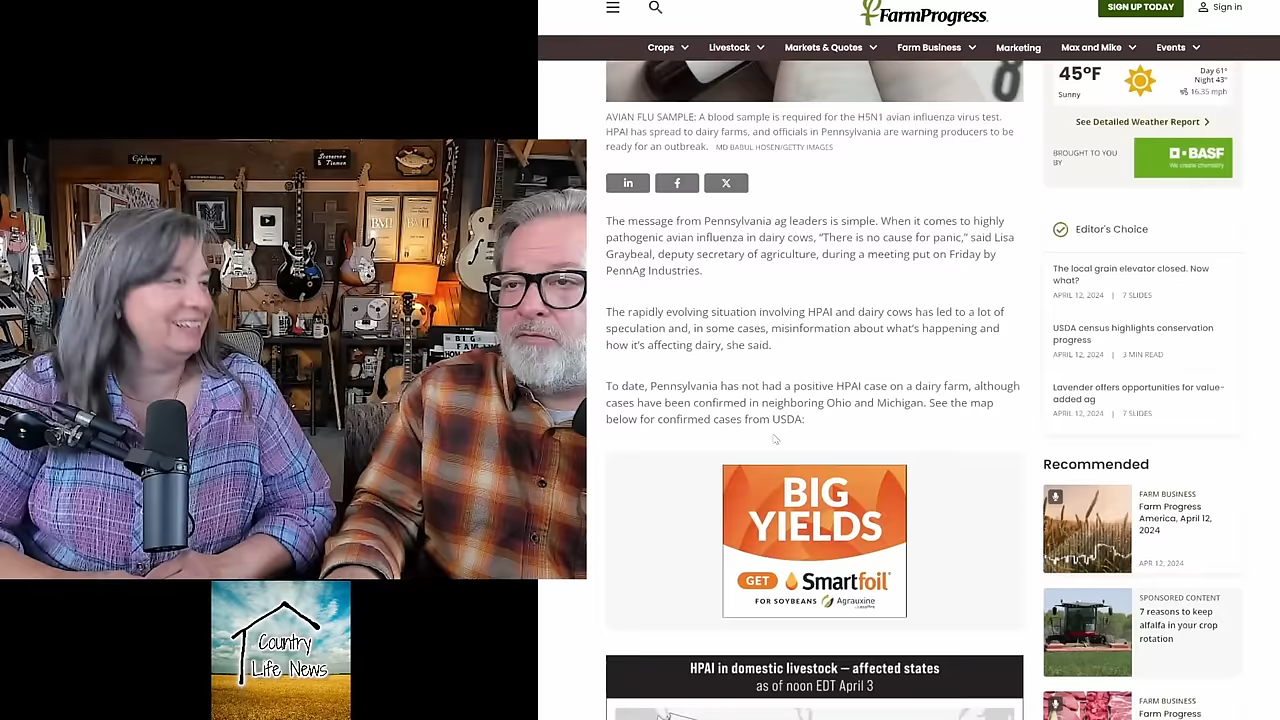 FarmProgress
SIGN UP TODAY
Sign in
Crops
Livestock
Markets & Quotes
Farm Business
Marketing
Max and Mike
Events
8
AVIAN FLU SAMPLE: A blood sample is required for the H5N1 avian influenza virus test.
HPAI has spread to dairy farms, and officials in Pennsylvania are warning producers to be
ready for an outbreak. MD BABUL HOSEN/GETTY IMAGES
The message from Pennsylvania ag leaders is simple. When it comes to highly
pathogenic avian influenza in dairy cows, “There is no cause for panic,” said Lisa
Graybeal, deputy secretary of agriculture, during a meeting put on Friday by
PennAg Industries.
The rapidly evolving situation involving HPAI and dairy cows has led to a lot of
speculation and, in some cases, misinformation about what’s happening and
how it’s affecting dairy, she said.
To date, Pennsylvania has not had a positive HPAI case on a dairy farm, although
cases have been confirmed in neighboring Ohio and Michigan. See the map
below for confirmed cases from USDA:
BIG
YIELDS
GET Smartfoil
FOR SOYBEANS Agrauxine
HPAI in domestic livestock — affected states
as of noon EDT April 3
45°F
Sunny
Day 61°
Night 43°
16.35 mph
See Detailed Weather Report
BROUGHT TO YOU
BY
BASF
We create chemistry
Editor's Choice
The local grain elevator closed. Now
what?
APRIL 12, 2024 | 7 SLIDES
USDA census highlights conservation
progress
APRIL 12, 2024 | 3 MIN READ
Lavender offers opportunities for value-
added ag
APRIL 12, 2024 | 7 SLIDES
Recommended
FARM BUSINESS
Farm Progress
America, April 12,
2024
APR 12, 2024
SPONSORED CONTENT
7 reasons to keep
alfalfa in your crop
rotation
FARM BUSINESS
Farm Progress
Epiphone
BMI
BIG
Country
Life News